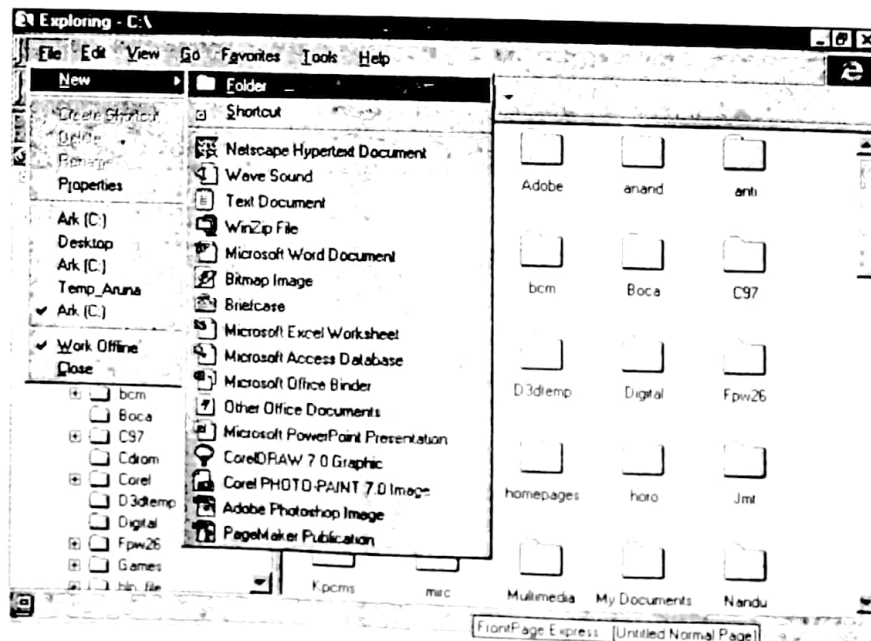 Exploring - C:\
File Edit View Go Favorites Tools Help
New
Create Shortcut
Delete
Rename
Properties
Ark (C:)
Desktop
Ark (C:)
Temp_Aruna
Ark (C:)
Work Offline
Close
Folder
Shortcut
Netscape Hypertext Document
Wave Sound
Text Document
WinZip File
Microsoft Word Document
Bitmap Image
Briefcase
Microsoft Excel Worksheet
Microsoft Access Database
Microsoft Office Binder
Other Office Documents
Microsoft PowerPoint Presentation
CorelDRAW 7.0 Graphic
Corel PHOTO-PAINT 7.0 Image
Adobe Photoshop Image
PageMaker Publication
bcm
Boca
C97
Cdrom
Corel
D3dtemp
Digital
Fpw26
Games
hlp_file
Adobe anand anti
bcm Boca C97
D3dtemp Digital Fpw26
homepages horo Jmt
Kpcms mirc Multimedia My Documents Nandu
FrontPage Express [Untitled Normal Page]